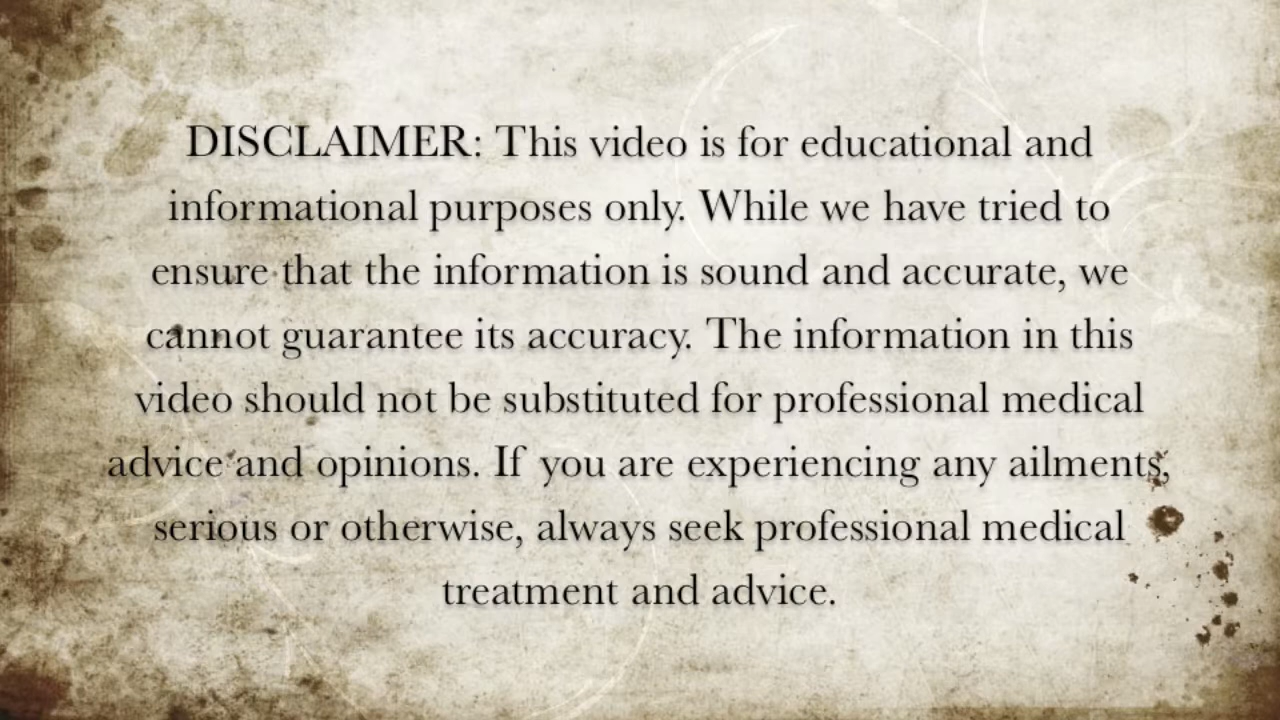 DISCLAIMER: This video is for educational and
informational purposes only. While we have tried to
ensure that the information is sound and accurate, we
cannot guarantee its accuracy. The information in this
video should not be substituted for professional medical
advice and opinions. If you are experiencing any ailments,
serious or otherwise, always seek professional medical
treatment and advice.